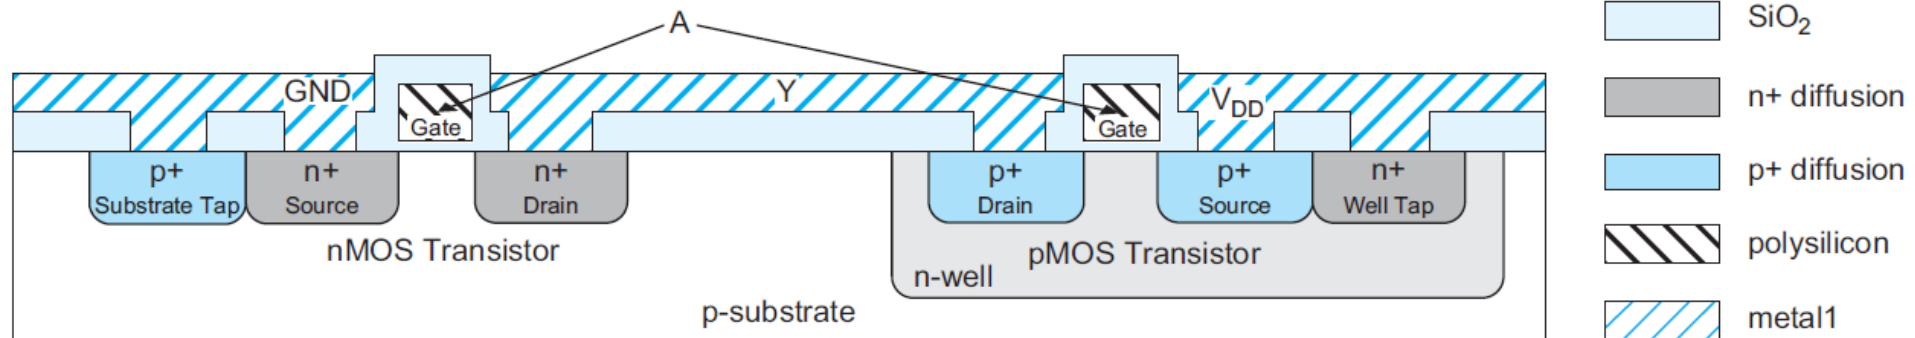 A
GND
Y
V_DD
Gate
Gate
p+
Substrate Tap
n+
Source
n+
Drain
p+
Drain
p+
Source
n+
Well Tap
nMOS Transistor
pMOS Transistor
n-well
p-substrate
SiO₂
n+ diffusion
p+ diffusion
polysilicon
metal1